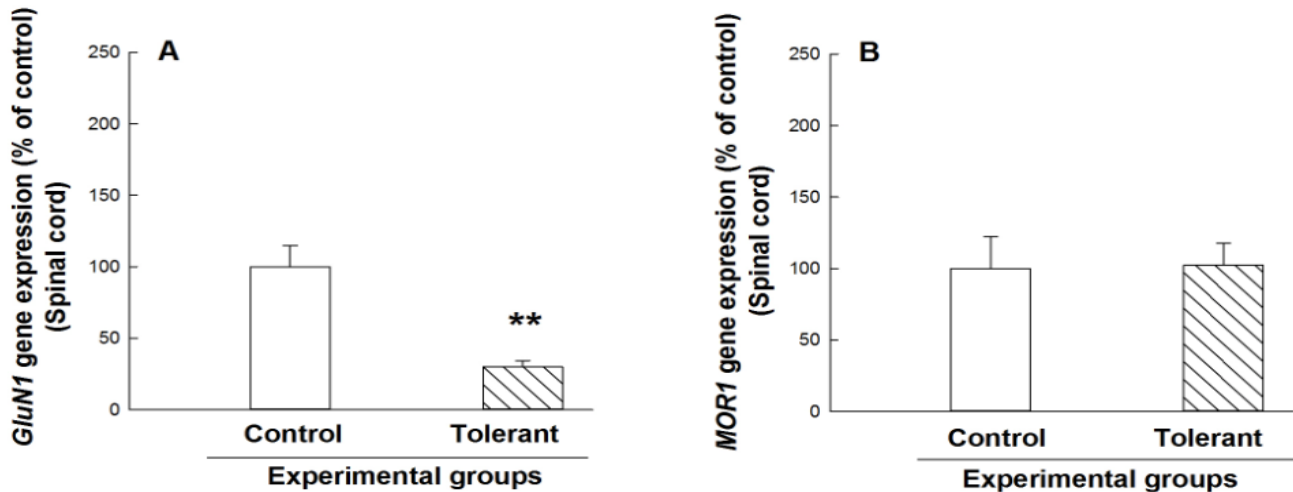 A
GluN1 gene expression (% of control)
(Spinal cord)
250
200
150
100
50
0
**
Control Tolerant
Experimental groups
B
MOR1 gene expression (% of control)
(Spinal cord)
250
200
150
100
50
0
Control Tolerant
Experimental groups